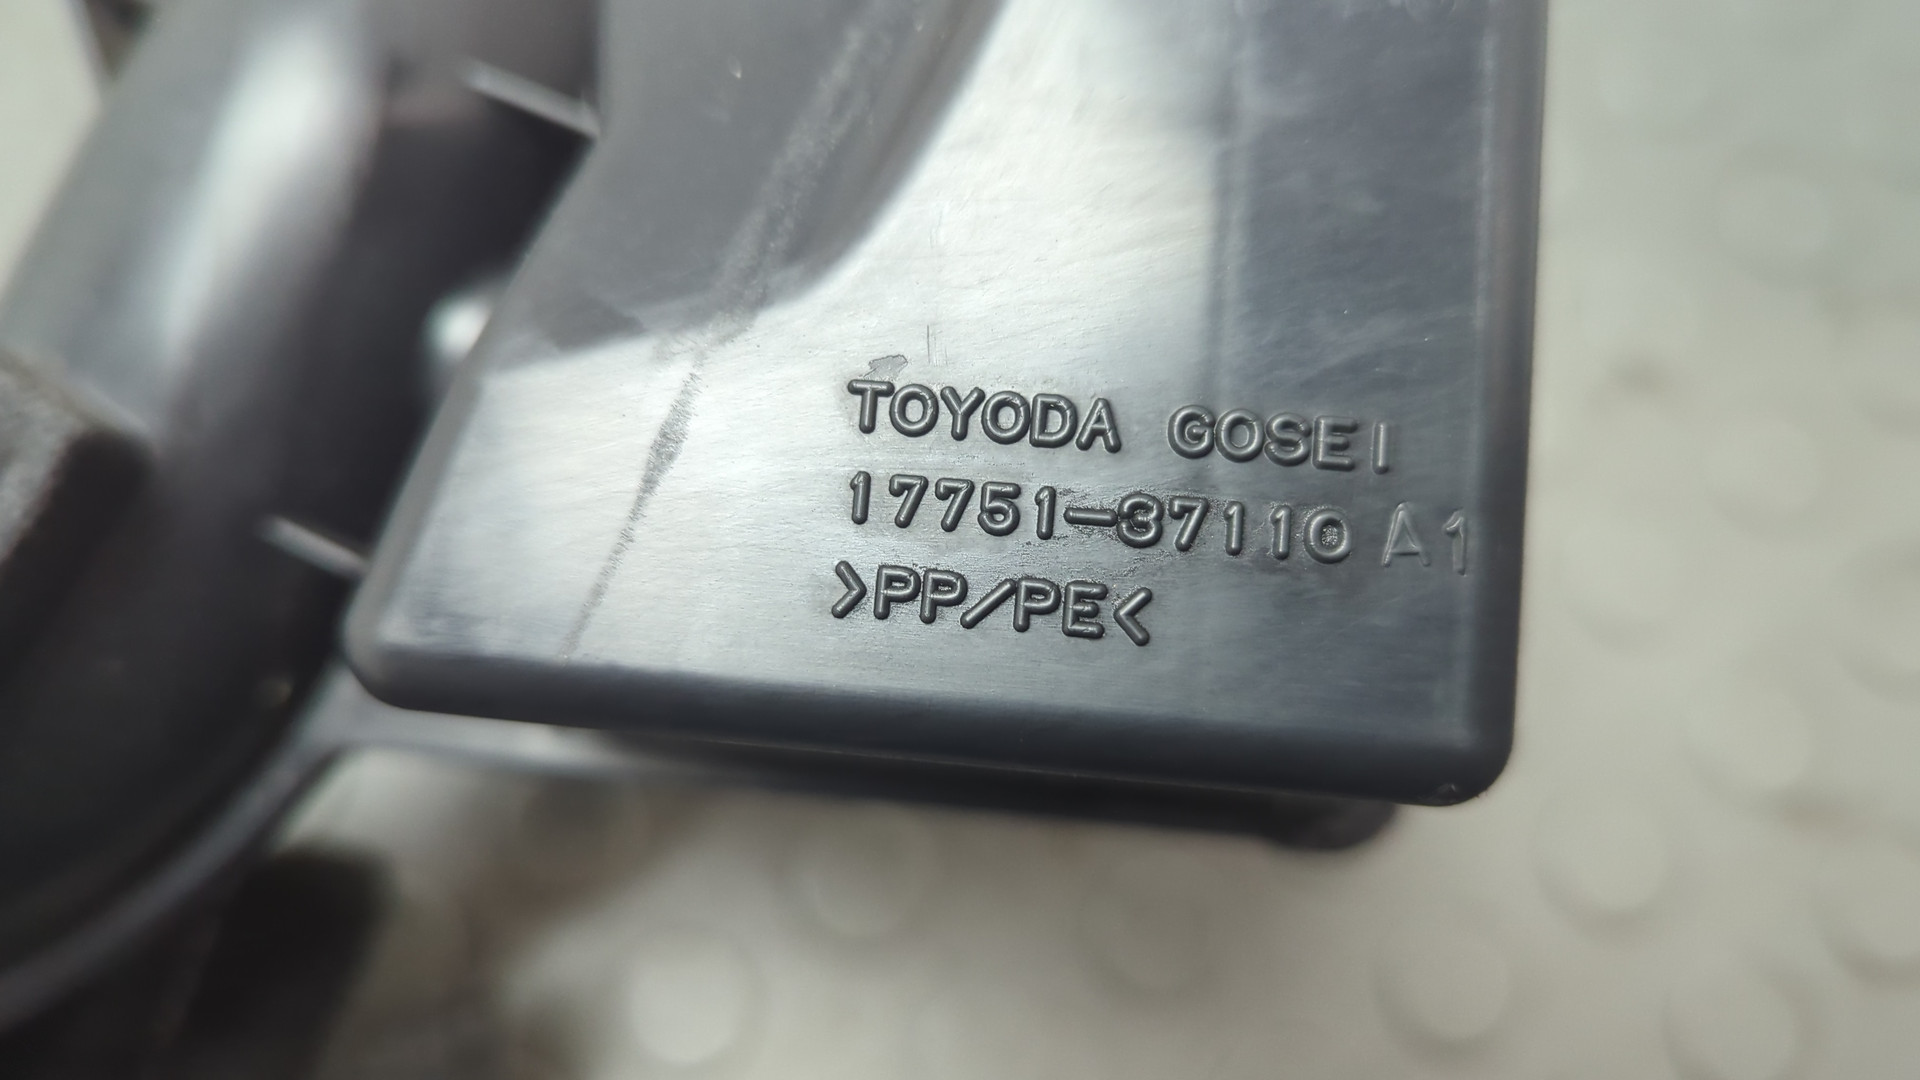 TOYODA GOSEI
17751-37110 A1
>PP/PE<